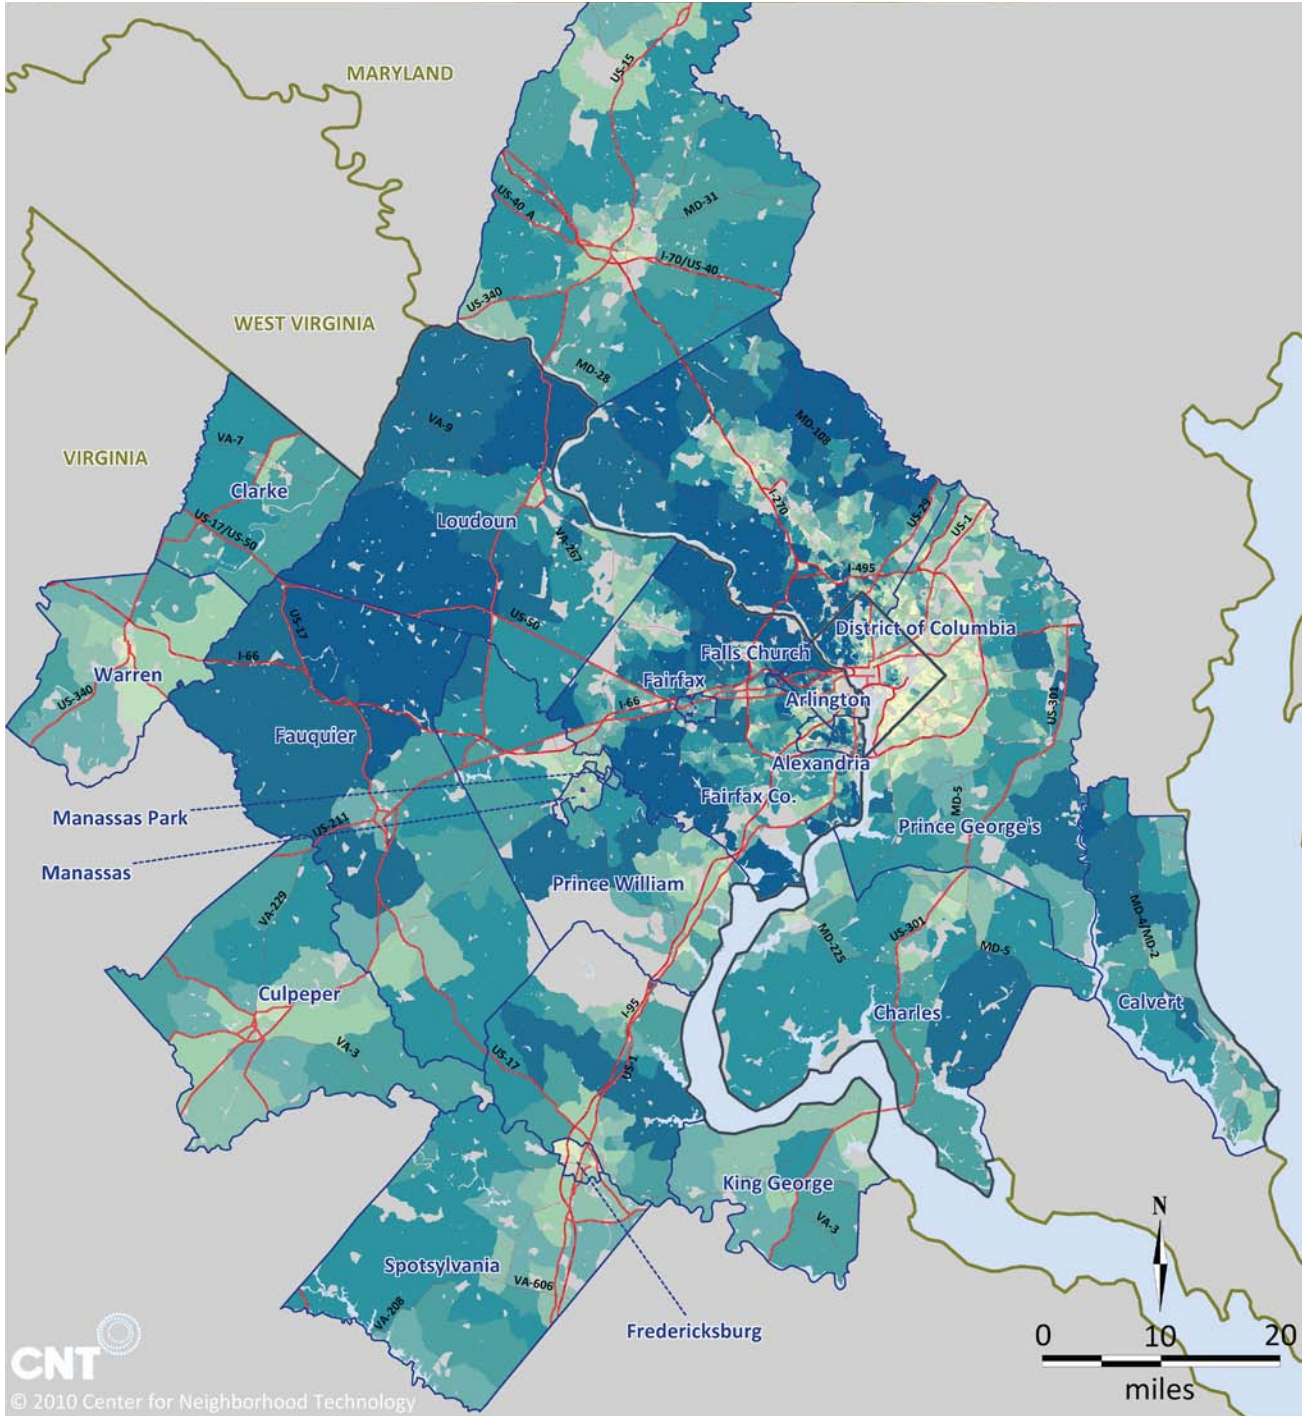 MARYLAND
US-15
US-40 A
MD-31
I-70/US-40
US-340
WEST VIRGINIA
MD-28
VA-9
MD-108
VA-7
VIRGINIA
Clarke
I-270
Loudoun
US-29
US-1
US-17/US-50
VA-267
I-495
US-17
US-50
District of Columbia
Falls Church
I-66
Warren
Fairfax
US-340
Arlington
US-301
I-66
Fauquier
Alexandria
Fairfax Co.
MD-5
Manassas Park
US-211
Prince George's
Manassas
Prince William
VA-229
MD-4/MD-2
US-301
MD-225
MD-5
Culpeper
I-95
Charles
Calvert
VA-3
US-17
US-1
King George
N
VA-3
Spotsylvania
VA-606
VA-208
Fredericksburg
0 10 20
miles
CNT
© 2010 Center for Neighborhood Technology